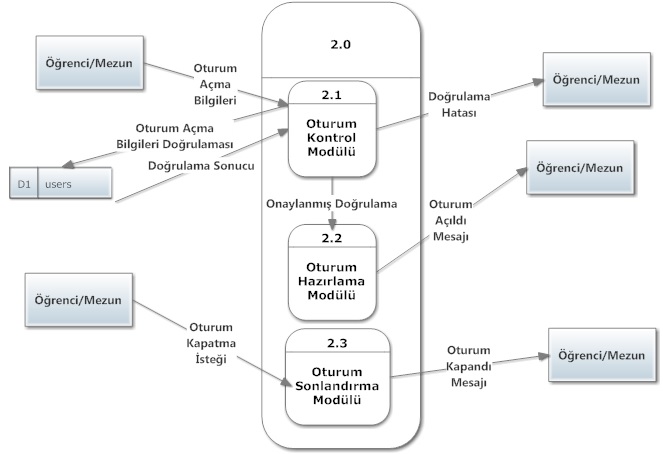 2.0
Öğrenci/Mezun
Oturum
Açma
Bilgileri
2.1
Oturum
Kontrol
Modülü
Doğrulama
Hatası
Öğrenci/Mezun
Oturum Açma
Bilgileri Doğrulaması
Doğrulama Sonucu
D1 users
Onaylanmış Doğrulama
Oturum
Açıldı
Mesajı
Öğrenci/Mezun
2.2
Oturum
Hazırlama
Modülü
Öğrenci/Mezun
Oturum
Kapatma
İsteği
2.3
Oturum
Sonlandırma
Modülü
Oturum
Kapandı
Mesajı
Öğrenci/Mezun